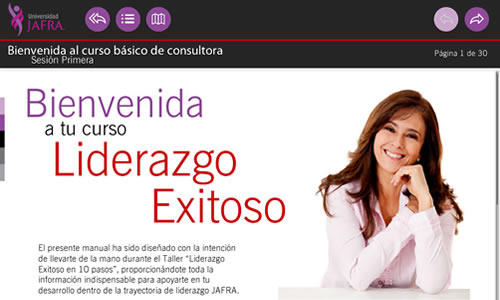 Universidad
JAFRA
Bienvenida al curso básico de consultora
Sesión Primera
Página 1 de 30
Bienvenida
a tu curso
Liderazgo
Exitoso
El presente manual ha sido diseñado con la intención
de llevarte de la mano durante el Taller “Liderazgo
Exitoso en 10 pasos”, proporcionándote toda la
información indispensable para apoyarte en tu
desarrollo dentro de la trayectoria de liderazgo JAFRA.